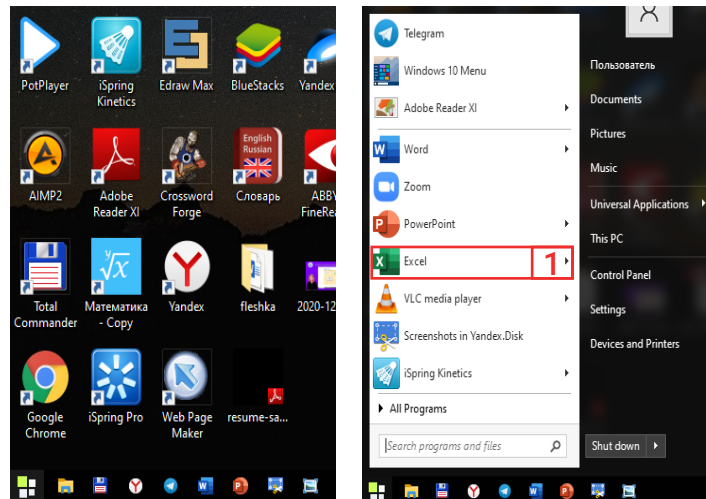 PotPlayer
iSpring
Kinetics
Edraw Max
BlueStacks
Yandex
English
Russian
AIMP2
Adobe
Reader XI
Crossword
Forge
Словарь
ABBY
FineRea
Total
Commander
Математика
- Copy
Yandex
fleshka
2020-12
Google
Chrome
iSpring Pro
Web Page
Maker
resume-sa...
Telegram
Windows 10 Menu
Adobe Reader XI
Word
Zoom
PowerPoint
Excel
1
VLC media player
Screenshots in Yandex.Disk
iSpring Kinetics
All Programs
Search programs and files
Пользователь
Documents
Pictures
Music
Universal Applications
This PC
Control Panel
Settings
Devices and Printers
Shut down